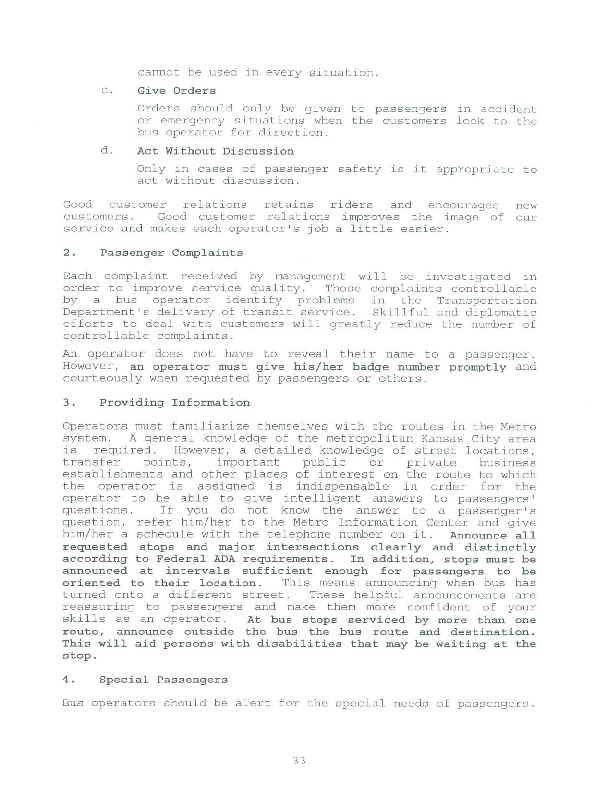 cannot be used in every situation.
c. Give Orders
Orders should only be given to passengers in accident
or emergency situations when the customers look to the
bus operator for direction.
d. Act Without Discussion
Only in cases of passenger safety is it appropriate to
act without discussion.
Good customer relations retains riders and encourages new
customers. Good customer relations improves the image of our
service and makes each operator's job a little easier.
2. Passenger Complaints
Each complaint received by management will be investigated in
order to improve service quality. Those complaints controllable
by a bus operator identify problems in the Transportation
Department's delivery of transit service. Skillful and diplomatic
efforts to deal with customers will greatly reduce the number of
controllable complaints.
An operator does not have to reveal their name to a passenger.
However, an operator must give his/her badge number promptly and
courteously when requested by passengers or others.
3. Providing Information
Operators must familiarize themselves with the routes in the Metro
system. A general knowledge of the metropolitan Kansas City area
is required. However, a detailed knowledge of street locations,
transfer points, important public or private business
establishments and other places of interest on the route to which
the operator is assigned is indispensable in order for the
operator to be able to give intelligent answers to passengers'
questions. If you do not know the answer to a passenger's
question, refer him/her to the Metro Information Center and give
him/her a schedule with the telephone number on it. Announce all
requested stops and major intersections clearly and distinctly
according to Federal ADA requirements. In addition, stops must be
announced at intervals sufficient enough for passengers to be
oriented to their location. This means announcing when bus has
turned onto a different street. These helpful announcements are
reassuring to passengers and make them more confident of your
skills as an operator. At bus stops serviced by more than one
route, announce outside the bus the bus route and destination.
This will aid persons with disabilities that may be waiting at the
stop.
4. Special Passengers
Bus operators should be alert for the special needs of passengers.
33